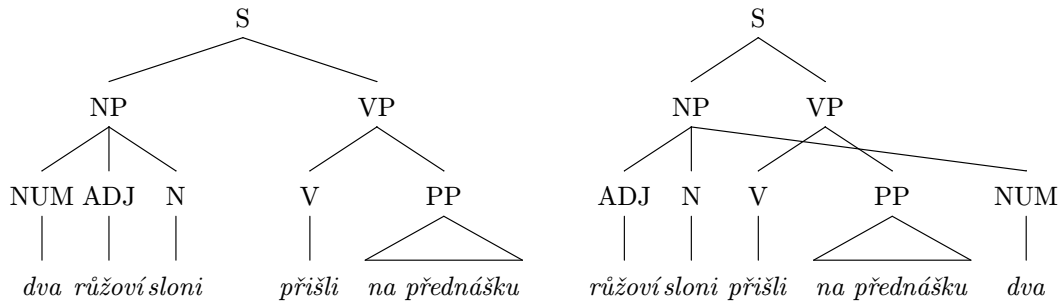 S S
NP VP NP VP
NUM ADJ N V PP ADJ N V PP NUM
dva růžoví sloni přišli na přednášku růžoví sloni přišli na přednášku dva